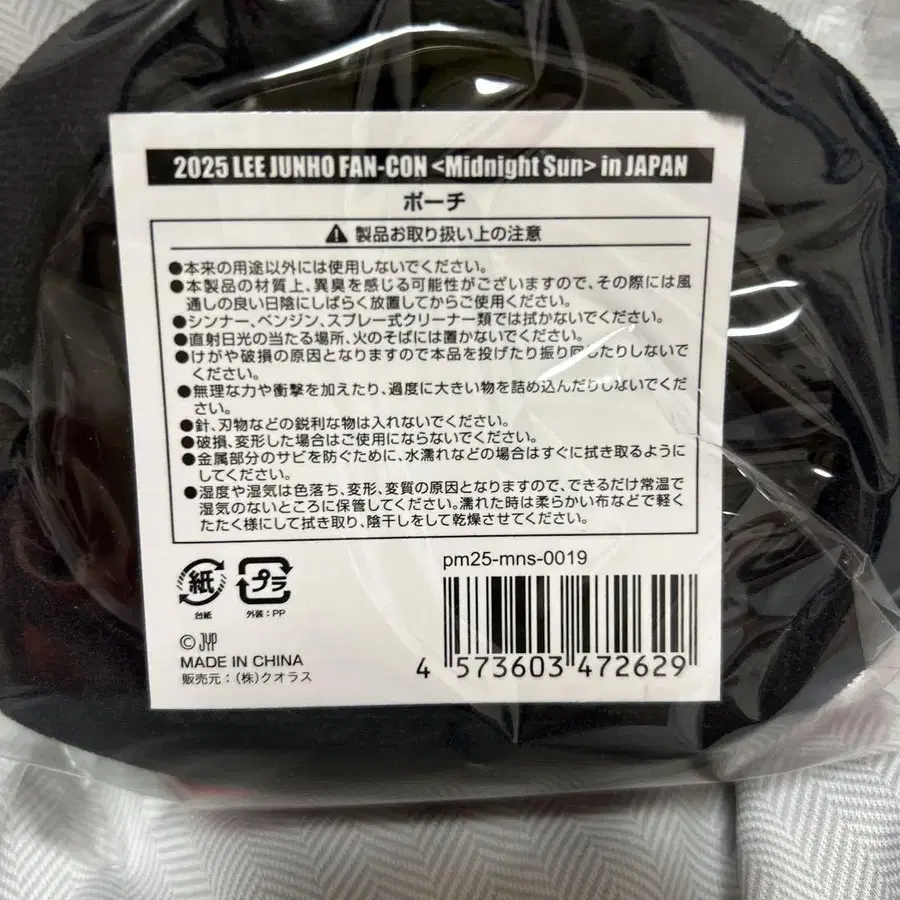 2025 LEE JUNHO FAN-CON <Midnight Sun> in JAPAN
ポーチ
製品お取り扱い上の注意
●本来の用途以外には使用しないでください。
●本製品の材質上、異臭を感じる可能性がございますので、その際には風
通しの良い日陰にしばらく放置してからご使用ください。
●シンナー、ベンジン、スプレー式クリーナー類では拭かないでください。
●直射日光の当たる場所、火のそばには置かないでください。
●けがや破損の原因となりますので本品を投げたり振り回したりしないで
ください。
●無理な力や衝撃を加えたり、過度に大きい物を詰め込んだりしないでくだ
さい。
●針、刃物などの鋭利な物は入れないでください。
●破損、変形した場合はご使用にならないでください。
●金属部分のサビを防ぐために、水濡れなどの場合はすぐに拭き取るように
してください。
●湿度や湿気は色落ち、変形、変質の原因となりますので、できるだけ常温で
湿気のないところに保管してください。濡れた時は柔らかい布などで軽く
たたく様にして拭き取り、陰干しをして乾燥させてください。
紙
台紙
プラ
外装:PP
pm25-mns-0019
4 573603 472629
© JYP
MADE IN CHINA
販売元:(株)クオラス